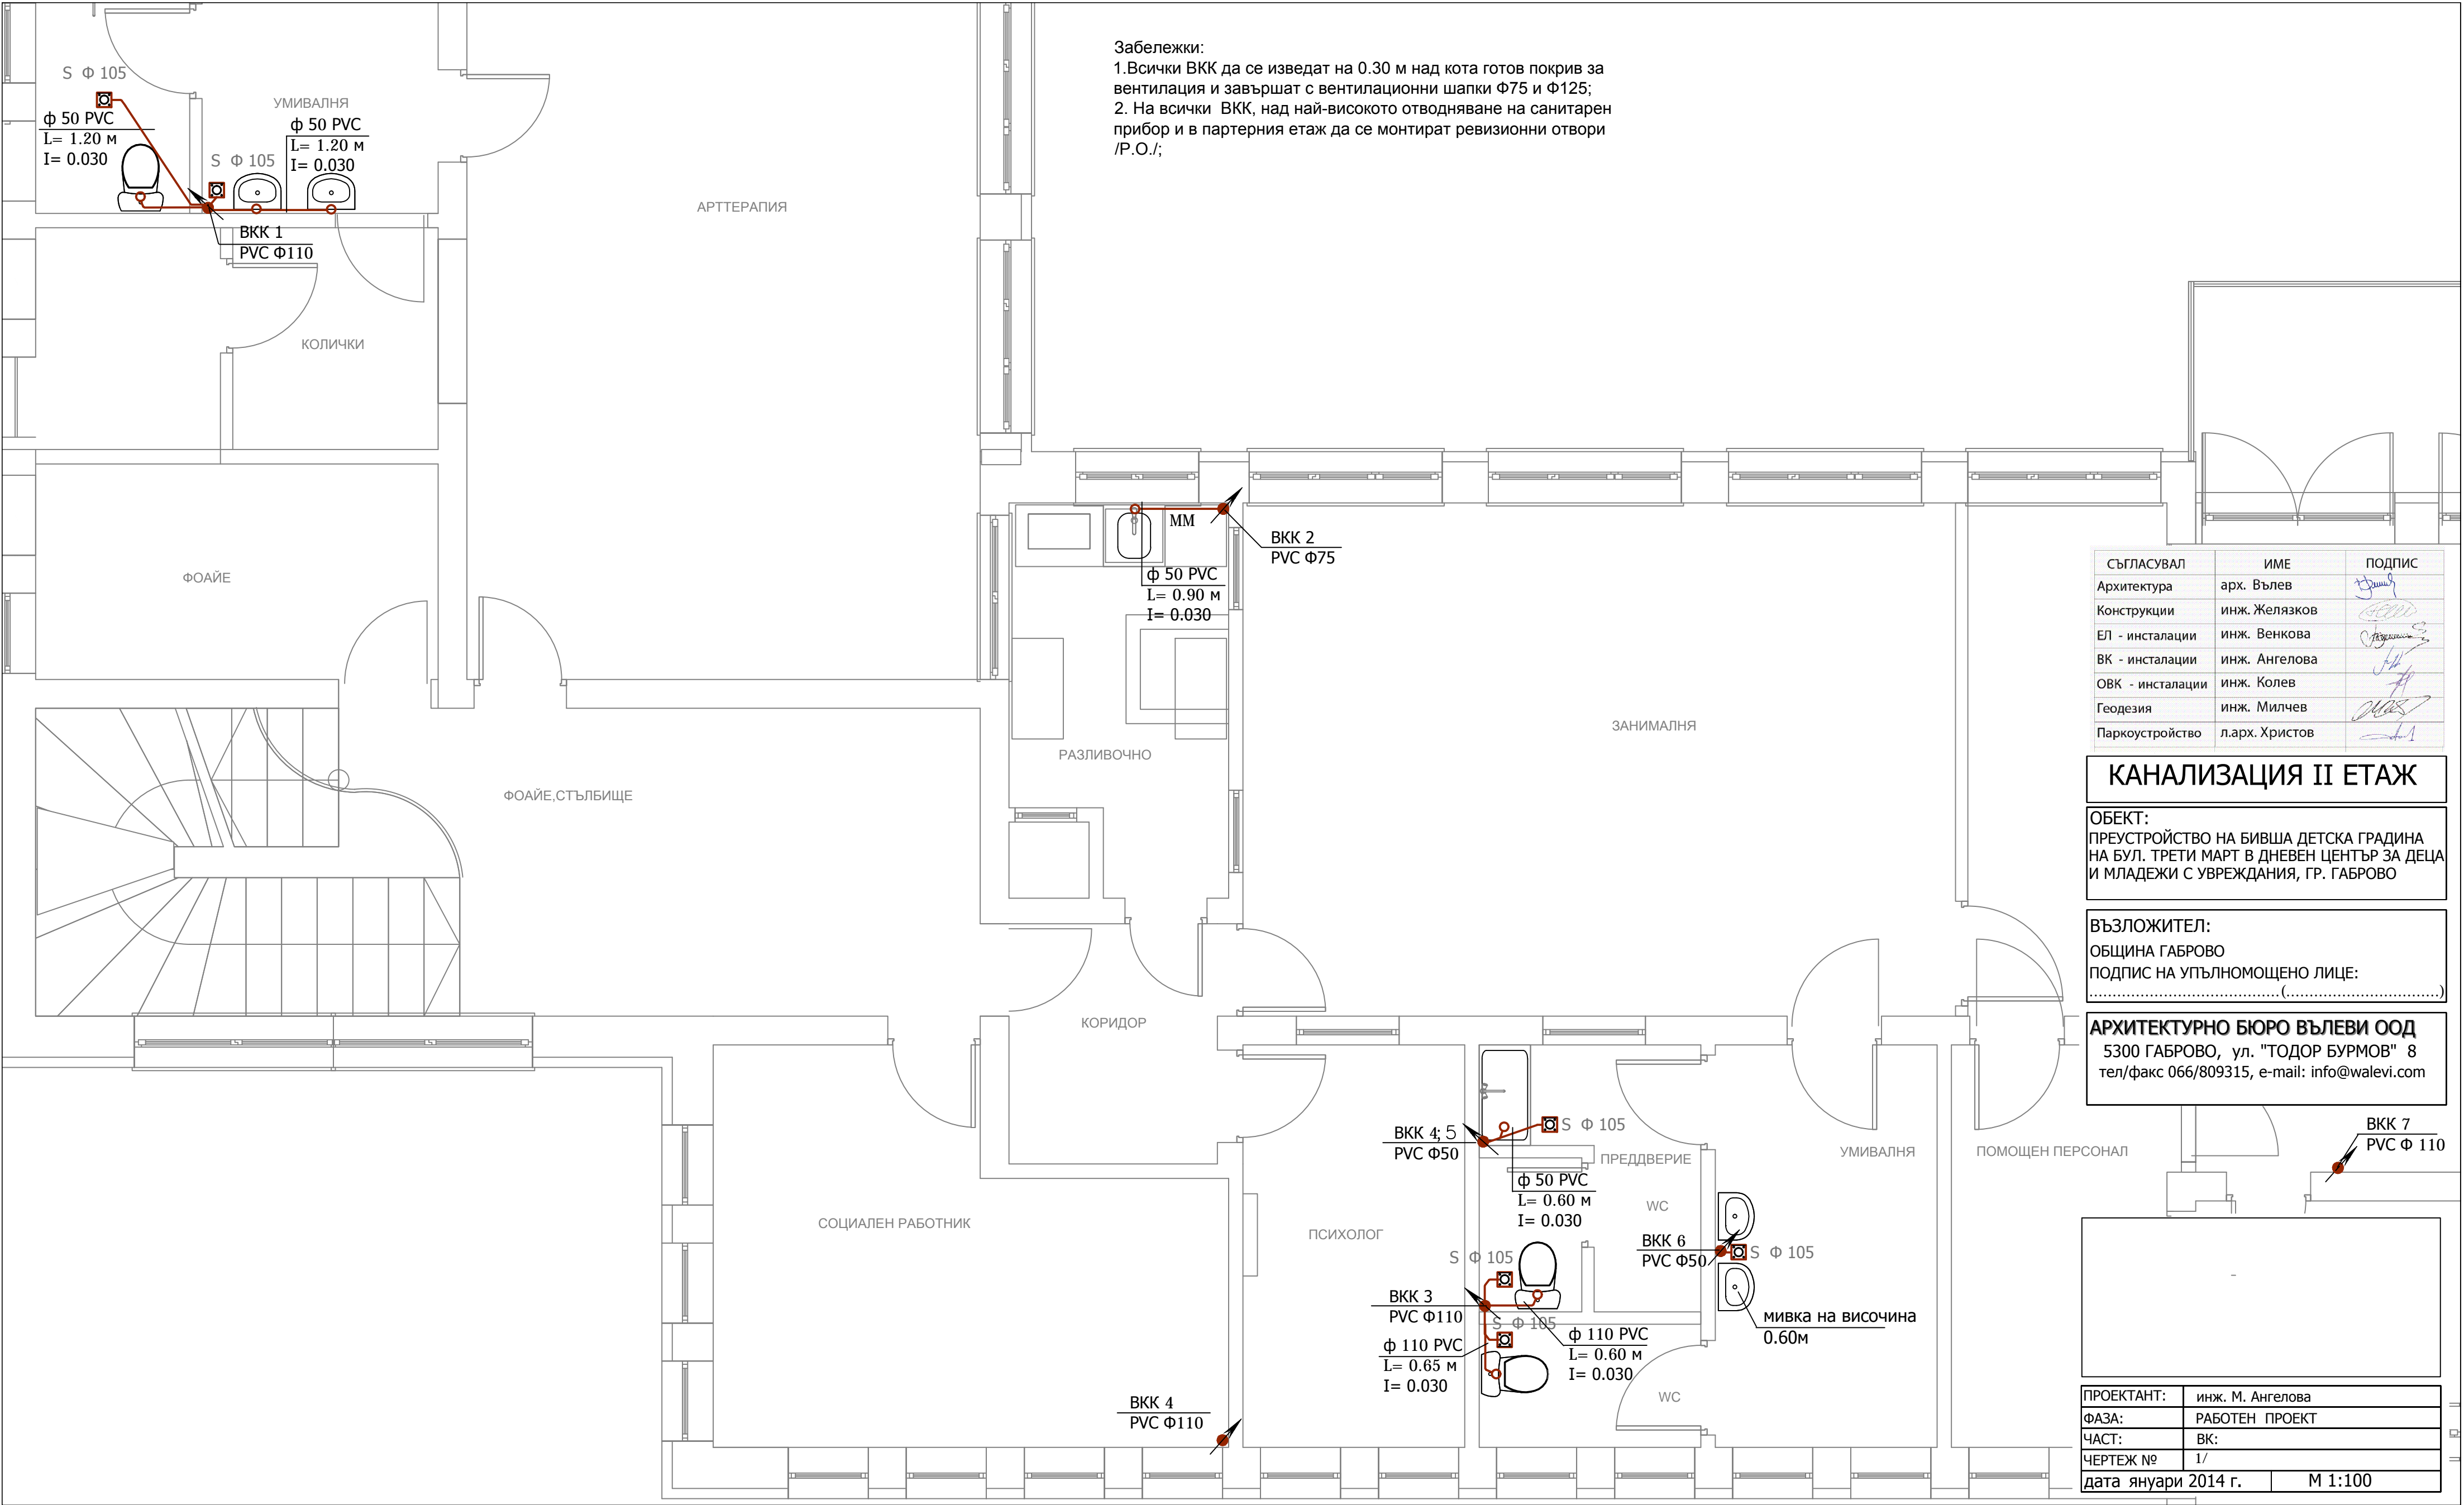 Забележки:
1.Всички ВКК да се изведат на 0.30 м над кота готов покрив за
вентилация и завършат с вентилационни шапки Ф75 и Ф125;
2. На всички ВКК, над най-високото отводняване на санитарен
прибор и в партерния етаж да се монтират ревизионни отвори
/Р.О./;
S Ф 105
УМИВАЛНЯ
ф 50 PVC
L= 1.20 м
I= 0.030
ф 50 PVC
L= 1.20 м
I= 0.030
S Ф 105
ВКК 1
PVC Ф110
АРТТЕРАПИЯ
КОЛИЧКИ
ФОАЙЕ
ММ
ВКК 2
PVC Ф75
ф 50 PVC
L= 0.90 м
I= 0.030
РАЗЛИВОЧНО
ЗАНИМАЛНЯ
ФОАЙЕ,СТЪЛБИЩЕ
КОРИДОР
СОЦИАЛЕН РАБОТНИК
ПСИХОЛОГ
ВКК 4; 5
PVC Ф50
S Ф 105
ПРЕДДВЕРИЕ
УМИВАЛНЯ
ПОМОЩЕН ПЕРСОНАЛ
ф 50 PVC
L= 0.60 м
I= 0.030
WC
ВКК 6
PVC Ф50
S Ф 105
S Ф 105
ВКК 3
PVC Ф110
S Ф 105
ф 110 PVC
L= 0.65 м
I= 0.030
ф 110 PVC
L= 0.60 м
I= 0.030
мивка на височина
0.60м
WC
ВКК 4
PVC Ф110
ВКК 7
PVC Ф 110
СЪГЛАСУВАЛ ИМЕ ПОДПИС
Архитектура арх. Вълев
Конструкции инж. Желязков
ЕЛ - инсталации инж. Венкова
ВК - инсталации инж. Ангелова
ОВК - инсталации инж. Колев
Геодезия инж. Милчев
Паркоустройство л.арх. Христов
КАНАЛИЗАЦИЯ II ЕТАЖ
ОБЕКТ:
ПРЕУСТРОЙСТВО НА БИВША ДЕТСКА ГРАДИНА
НА БУЛ. ТРЕТИ МАРТ В ДНЕВЕН ЦЕНТЪР ЗА ДЕЦА
И МЛАДЕЖИ С УВРЕЖДАНИЯ, ГР. ГАБРОВО
ВЪЗЛОЖИТЕЛ:
ОБЩИНА ГАБРОВО
ПОДПИС НА УПЪЛНОМОЩЕНО ЛИЦЕ:
.........................................(.................................)
АРХИТЕКТУРНО БЮРО ВЪЛЕВИ ООД
5300 ГАБРОВО, ул. "ТОДОР БУРМОВ" 8
тел/факс 066/809315, e-mail: info@walevi.com
ПРОЕКТАНТ: инж. М. Ангелова
ФАЗА: РАБОТЕН ПРОЕКТ
ЧАСТ: ВК:
ЧЕРТЕЖ № 1/
дата януари 2014 г. М 1:100